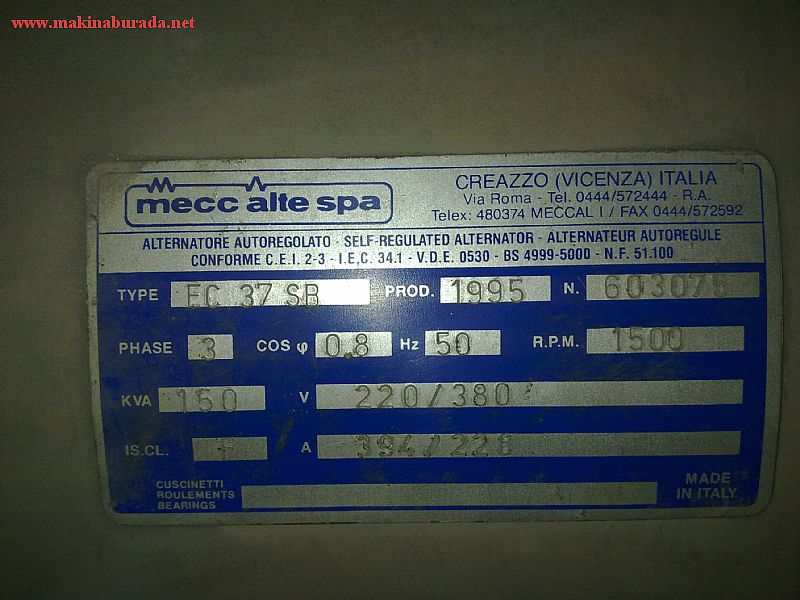 www.makinaburada.net
mecc alte spa
CREAZZO (VICENZA) ITALIA
Via Roma - Tel. 0444/572444 - R.A.
Telex: 480374 MECCAL I / FAX 0444/572592
ALTERNATORE AUTOREGOLATO - SELF-REGULATED ALTERNATOR - ALTERNATEUR AUTOREGULE
CONFORME C.E.I. 2-3 - I.E.C. 34.1 - V.D.E. 0530 - BS 4999-5000 - N.F. 51.100
TYPE EC 37 SB PROD. 1995 N. 603075
PHASE 3 COS φ 0.8 Hz 50 R.P.M. 1500
KVA 150 V 220/380
IS.CL. A 394/228
CUSCINETTI
ROULEMENTS
BEARINGS
MADE
IN ITALY